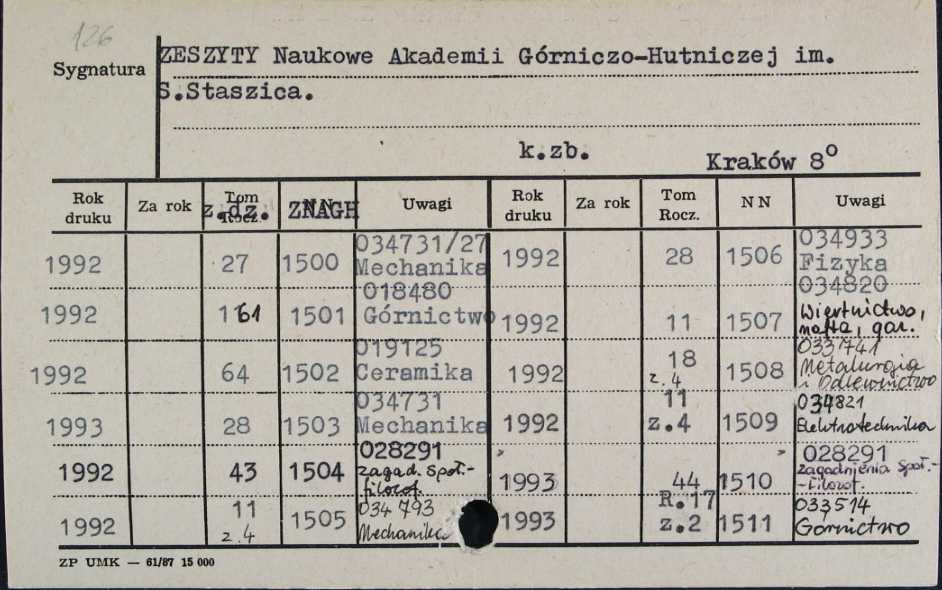 126
Sygnatura
ZESZYTY Naukowe Akademii Górniczo-Hutniczej im.
S.Staszica.
k.zb.
Kraków 8o
Rok druku Za rok Tom Rocz. NN Uwagi Rok druku Za rok Tom Rocz. NN Uwagi
z.dz. ZNAGH
1992 27 1500 034731/27 Mechanika
1992 161 1501 018480 Górnictwo
1992 64 1502 019125 Ceramika
1993 28 1503 034731 Mechanika
1992 43 1504 028291 zagad. społ.-filozof.
1992 11 z.4 1505 034793 Mechanika
1992 28 1506 034933 Fizyka
1992 11 1507 034820 Wiertnictwo, nafta, gaz.
1992 18 z.4 1508 033741 Metalurgia i Odlewnictwo
1992 11 z.4 1509 034821 Elektrotechnika
1993 44 1510 028291 zagadnienia społ.--filozof.
1993 R.17 z.2 1511 033514 Górnictwo
ZP UMK — 61/87 15 000